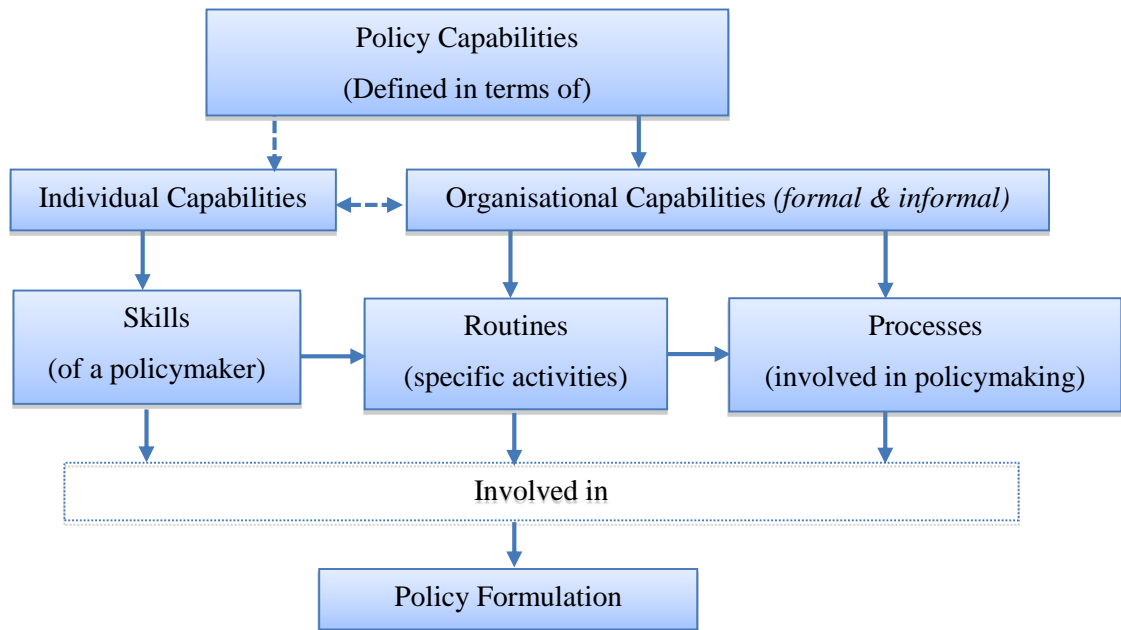 Policy Capabilities
(Defined in terms of)
Individual Capabilities
Organisational Capabilities (formal & informal)
Skills
(of a policymaker)
Routines
(specific activities)
Processes
(involved in policymaking)
Involved in
Policy Formulation